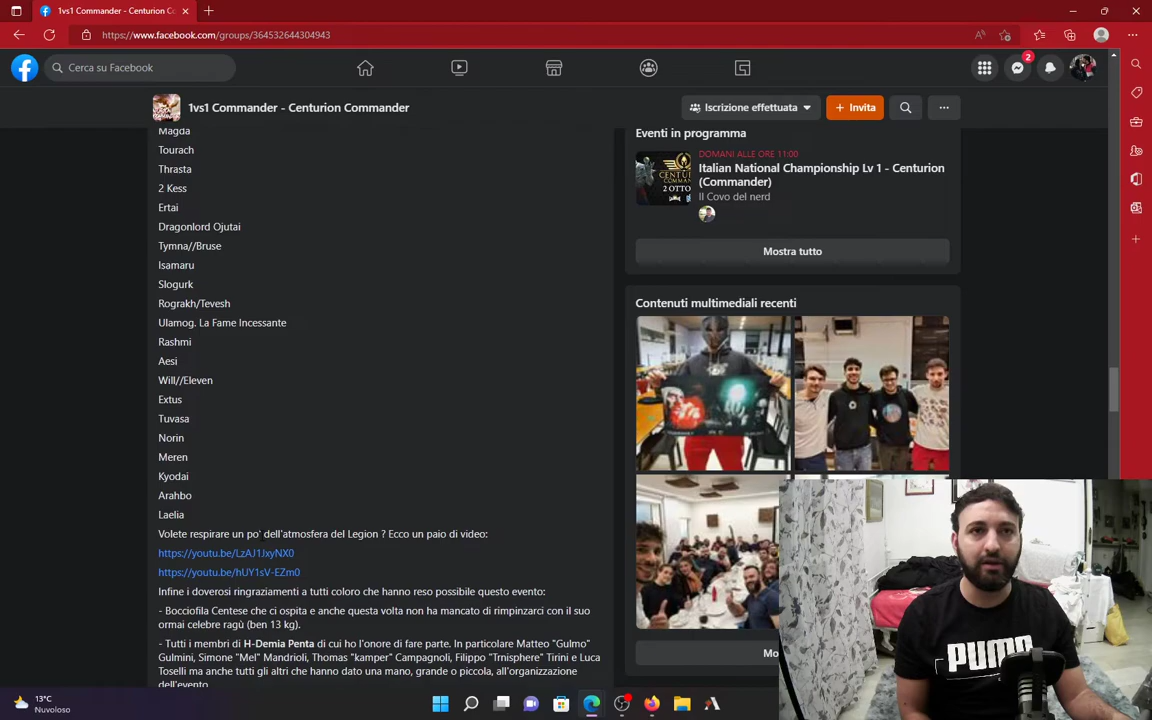 1vs1 Commander - Centurion Co
https://www.facebook.com/groups/364532644304943
Cerca su Facebook
2
1vs1 Commander - Centurion Commander
Iscrizione effettuata
+ Invita
Magda
Tourach
Thrasta
2 Kess
Ertai
Dragonlord Ojutai
Tymna//Bruse
Isamaru
Slogurk
Rograkh/Tevesh
Ulamog. La Fame Incessante
Rashmi
Aesi
Will//Eleven
Extus
Tuvasa
Norin
Meren
Kyodai
Arahbo
Laelia
Volete respirare un po' dell'atmosfera del Legion ? Ecco un paio di video:
https://youtu.be/LzAJ1JxyNX0
https://youtu.be/hUY1sV-EZm0
Infine i doverosi ringraziamenti a tutti coloro che hanno reso possibile questo evento:
- Bocciofila Centese che ci ospita e anche questa volta non ha mancato di rimpinzarci con il suo
ormai celebre ragù (ben 13 kg).
- Tutti i membri di H-Demia Penta di cui ho l'onore di fare parte. In particolare Matteo "Gulmo"
Gulmini, Simone "Mel" Mandrioli, Thomas "kamper" Campagnoli, Filippo "Trnisphere" Tirini e Luca
Toselli ma anche tutti gli altri che hanno dato una mano, grande o piccola, all'organizzazione
dell'evento
Eventi in programma
DOMANI ALLE ORE 11:00
Italian National Championship Lv 1 - Centurion
(Commander)
Il Covo del nerd
2 OTTO
Mostra tutto
Contenuti multimediali recenti
Mo
PUMA
13°C
Nuvoloso